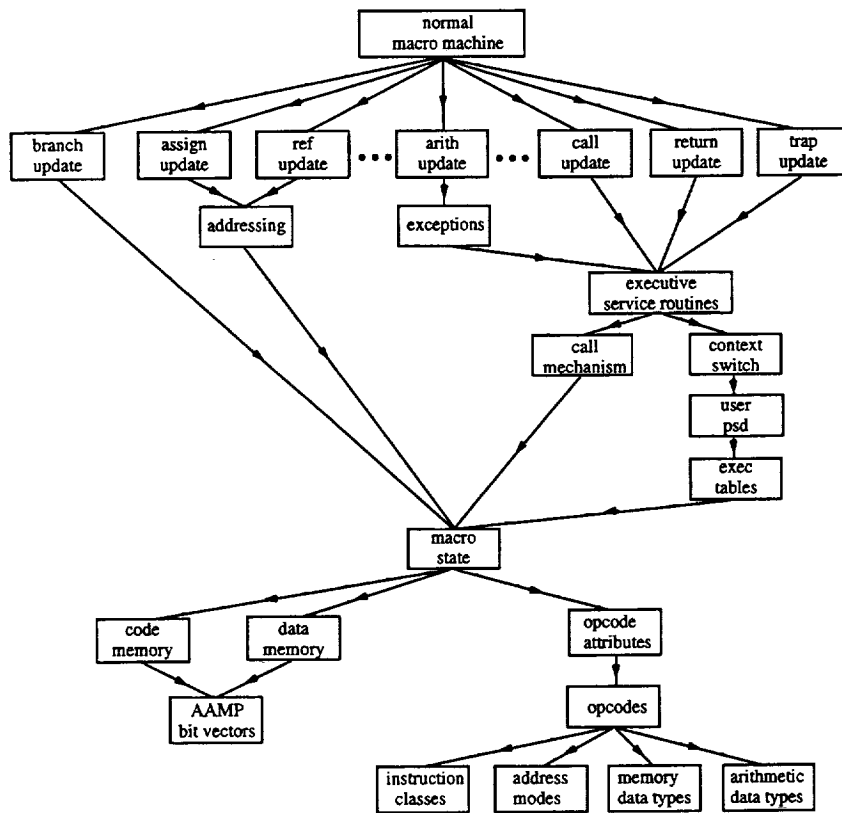 normal
macro machine
branch
update
assign
update
ref
update
arith
update
call
update
return
update
trap
update
addressing
exceptions
executive
service routines
call
mechanism
context
switch
user
psd
exec
tables
macro
state
code
memory
data
memory
opcode
attributes
AAMP
bit vectors
opcodes
instruction
classes
address
modes
memory
data types
arithmetic
data types